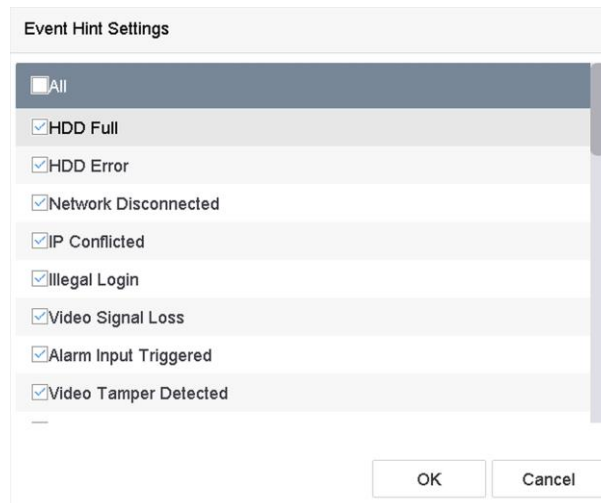 Event Hint Settings
All
HDD Full
HDD Error
Network Disconnected
IP Conflicted
Illegal Login
Video Signal Loss
Alarm Input Triggered
Video Tamper Detected
OK Cancel